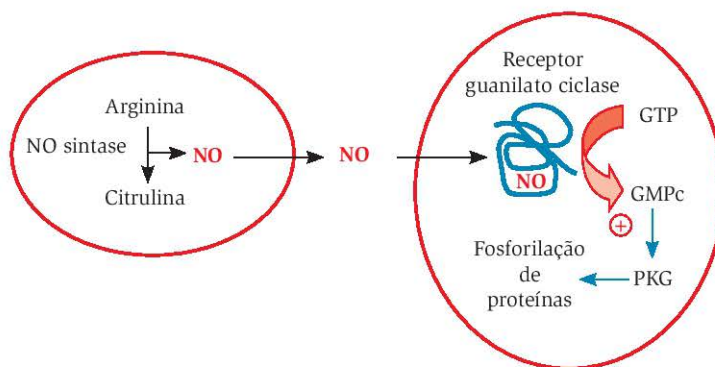 Arginina
NO sintase
NO
Citrulina
NO
Receptor
guanilato ciclase
GTP
NO
GMPc
+
Fosforilação
de
proteínas
PKG